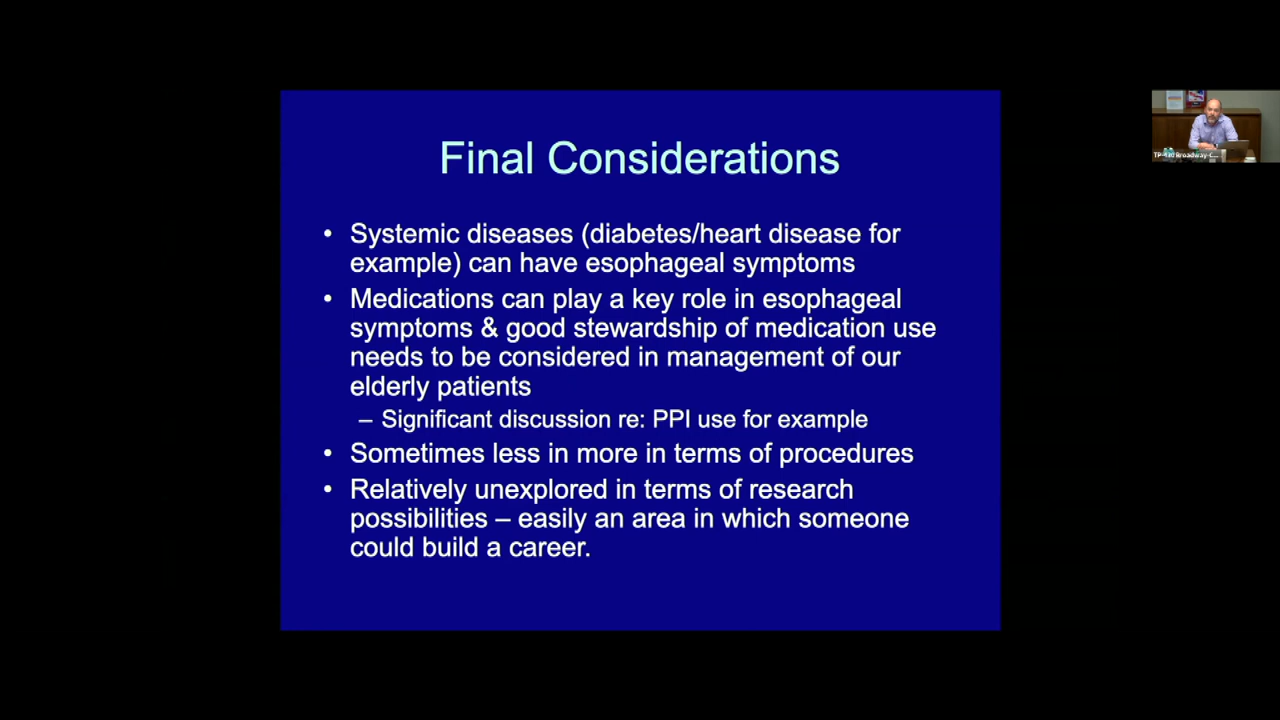 Final Considerations
• Systemic diseases (diabetes/heart disease for
example) can have esophageal symptoms
• Medications can play a key role in esophageal
symptoms & good stewardship of medication use
needs to be considered in management of our
elderly patients
– Significant discussion re: PPI use for example
• Sometimes less in more in terms of procedures
• Relatively unexplored in terms of research
possibilities – easily an area in which someone
could build a career.
Broadway-C...